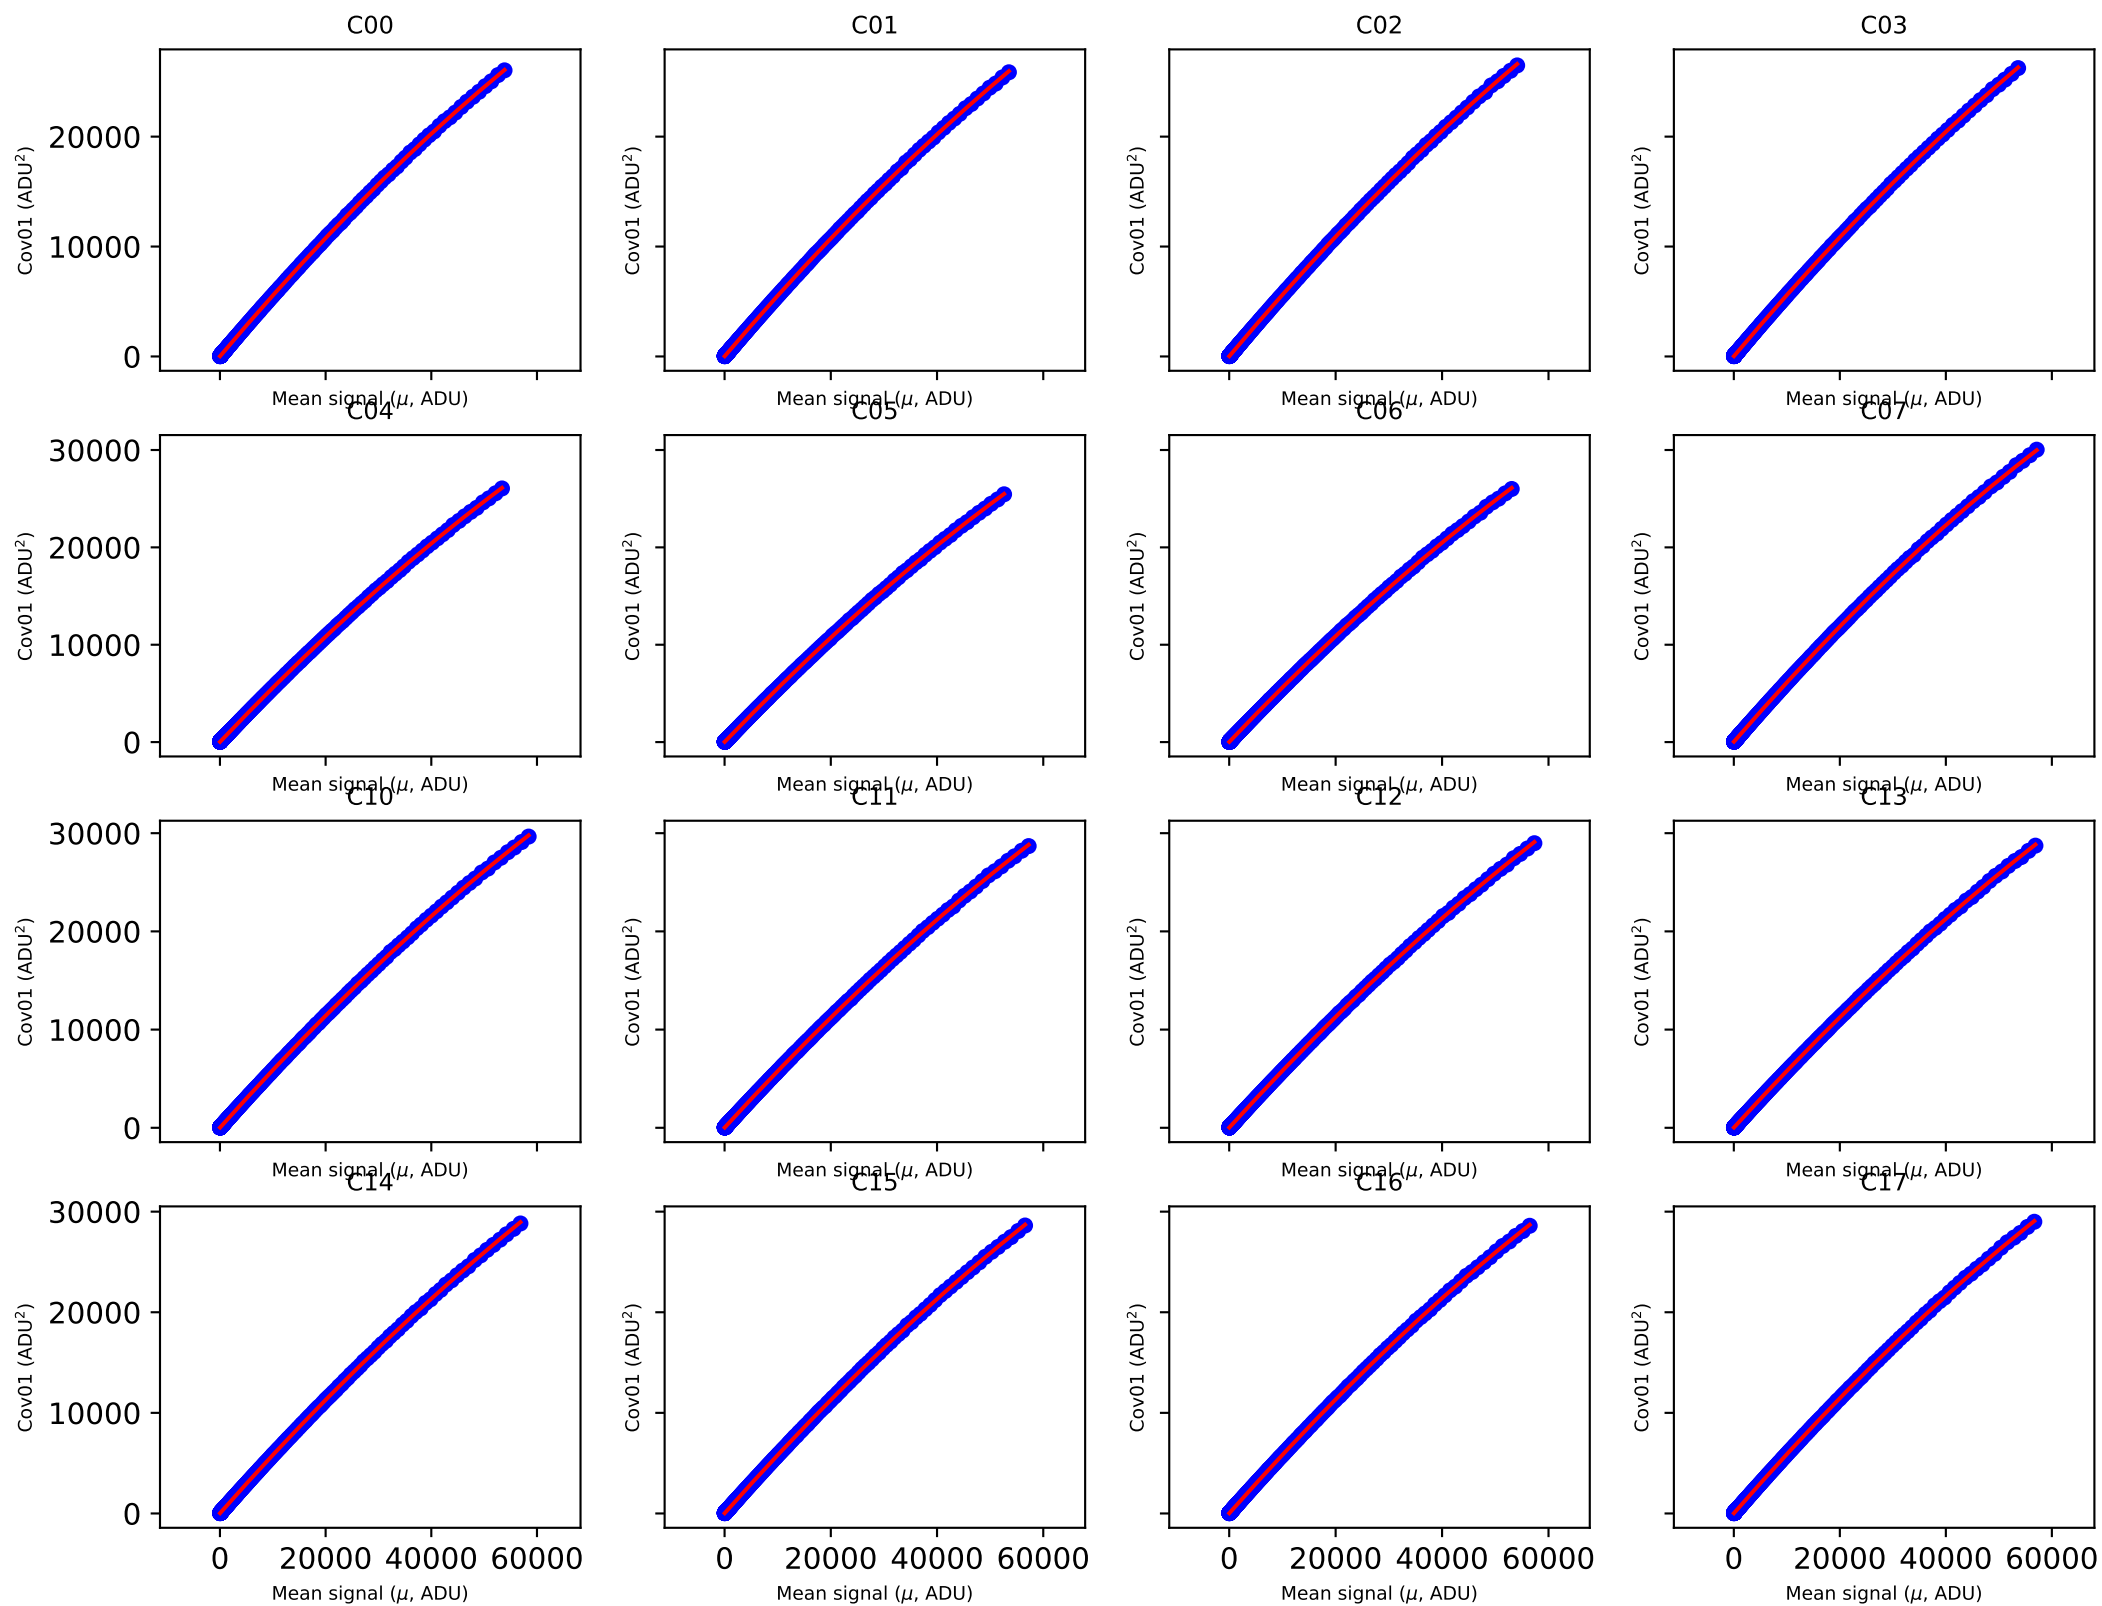 C00 C01 C02 C03
Cov01 (ADU²) Cov01 (ADU²) Cov01 (ADU²) Cov01 (ADU²)
20000
10000
0
Mean signal (μ, ADU) Mean signal (μ, ADU) Mean signal (μ, ADU) Mean signal (μ, ADU)
C04 C05 C06 C07
Cov01 (ADU²) Cov01 (ADU²) Cov01 (ADU²) Cov01 (ADU²)
30000
20000
10000
0
Mean signal (μ, ADU) Mean signal (μ, ADU) Mean signal (μ, ADU) Mean signal (μ, ADU)
C10 C11 C12 C13
Cov01 (ADU²) Cov01 (ADU²) Cov01 (ADU²) Cov01 (ADU²)
30000
20000
10000
0
Mean signal (μ, ADU) Mean signal (μ, ADU) Mean signal (μ, ADU) Mean signal (μ, ADU)
C14 C15 C16 C17
Cov01 (ADU²) Cov01 (ADU²) Cov01 (ADU²) Cov01 (ADU²)
30000
20000
10000
0
0 20000 40000 60000 0 20000 40000 60000 0 20000 40000 60000 0 20000 40000 60000
Mean signal (μ, ADU) Mean signal (μ, ADU) Mean signal (μ, ADU) Mean signal (μ, ADU)